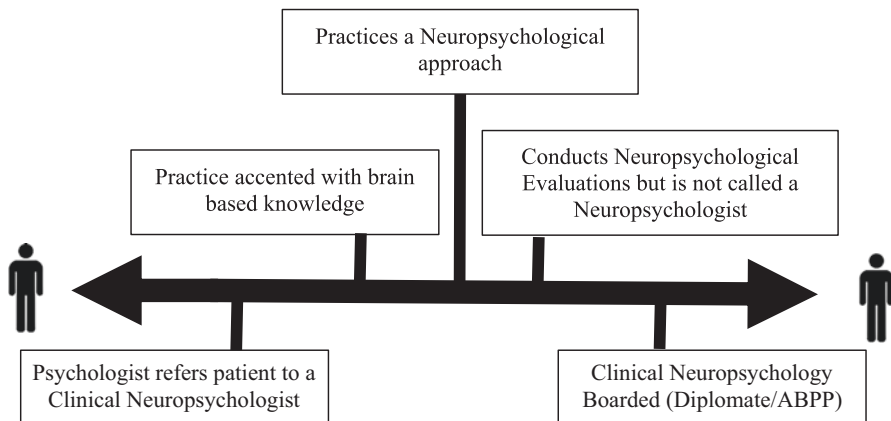 Practices a Neuropsychological
approach
Practice accented with brain
based knowledge
Conducts Neuropsychological
Evaluations but is not called a
Neuropsychologist
Psychologist refers patient to a
Clinical Neuropsychologist
Clinical Neuropsychology
Boarded (Diplomate/ABPP)